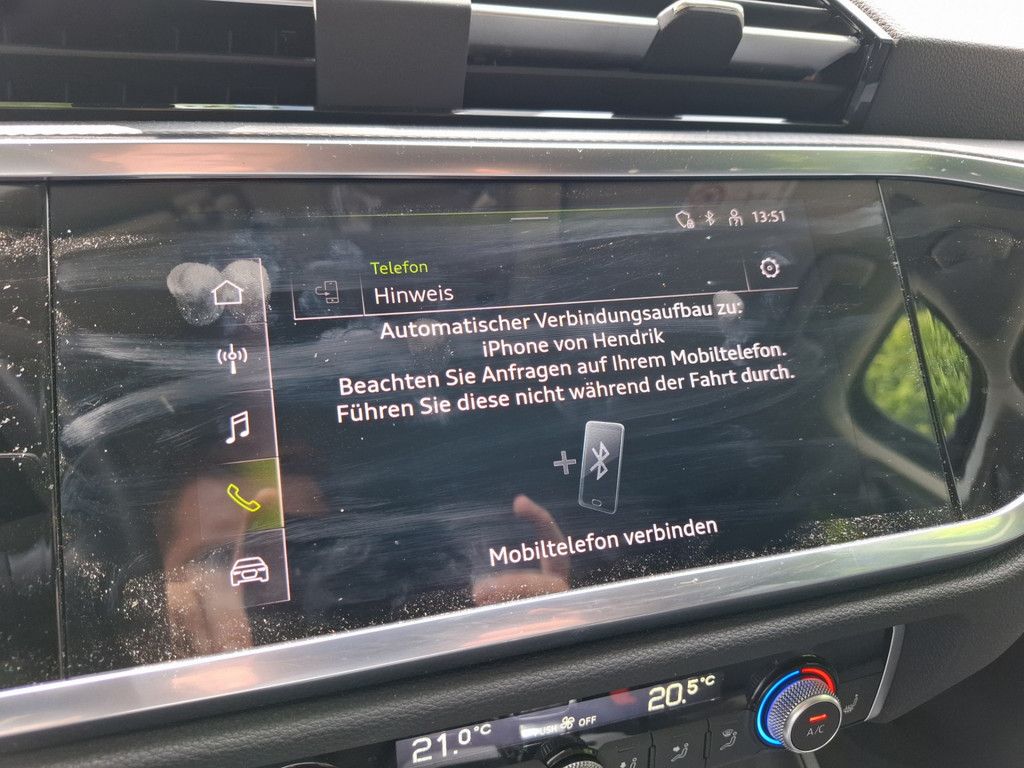 13:51
Telefon
Hinweis
Automatischer Verbindungsaufbau zu:
iPhone von Hendrik
Beachten Sie Anfragen auf Ihrem Mobiltelefon.
Führen Sie diese nicht während der Fahrt durch.
Mobiltelefon verbinden
21.0°C PUSH OFF 20.5°C
A/C